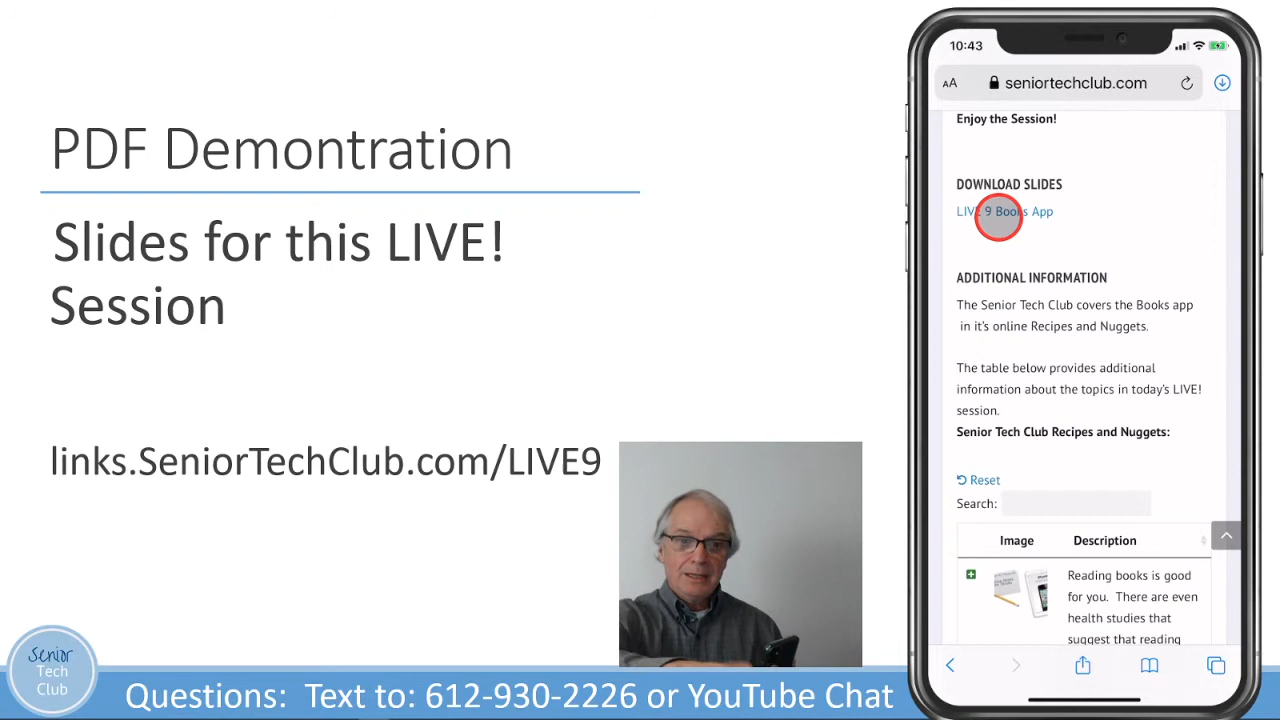 PDF Demontration
Slides for this LIVE!
Session
links.SeniorTechClub.com/LIVE9
Senior
Tech
Club
Questions: Text to: 612-930-2226 or YouTube Chat
10:43
AA
seniortechclub.com
Enjoy the Session!
DOWNLOAD SLIDES
LIVE 9 Books App
ADDITIONAL INFORMATION
The Senior Tech Club covers the Books app
in it's online Recipes and Nuggets.
The table below provides additional
information about the topics in today's LIVE!
session.
Senior Tech Club Recipes and Nuggets:
Reset
Search:
Image Description
Reading books is good
for you. There are even
health studies that
suggest that reading